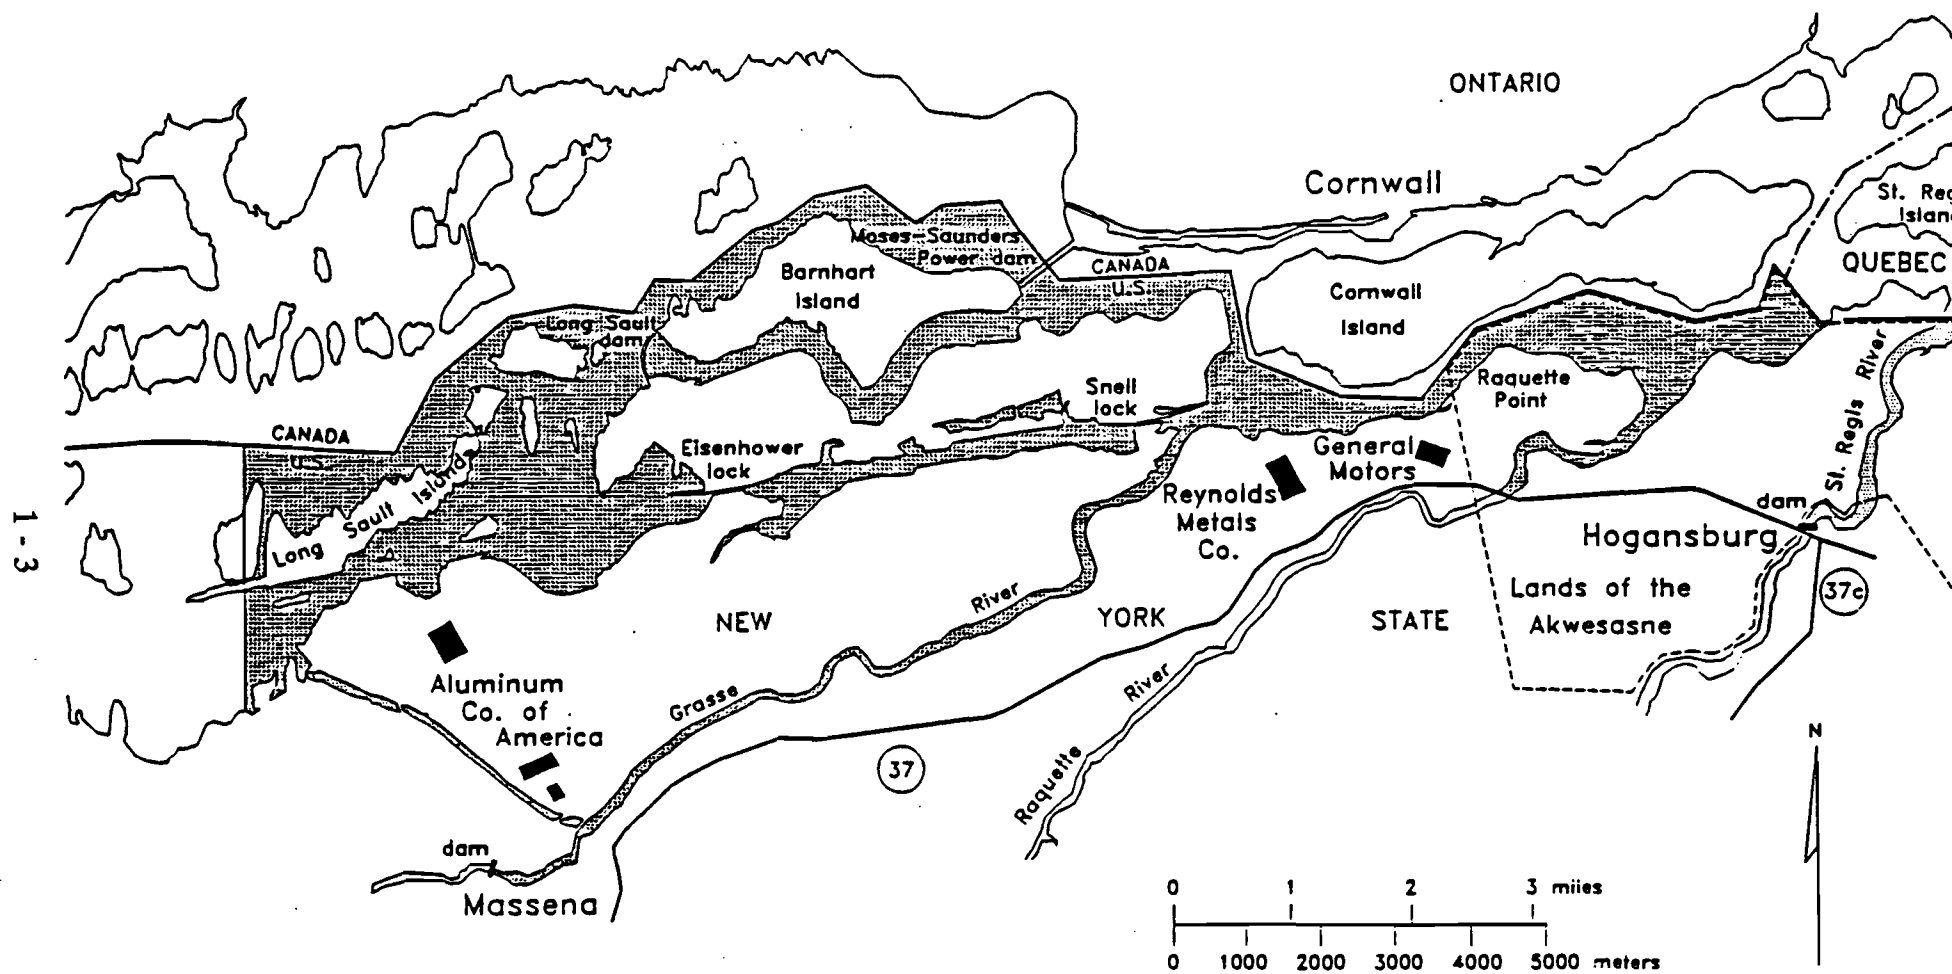 ONTARIO
Cornwall
St. Reg
Island
QUEBEC
Moses-Saunders
Power dam
Barnhart
Island
CANADA
U.S.
Cornwall
Island
Long Sault
dam
Raquette
Point
St. Regis River
Snell
lock
CANADA
U.S.
Eisenhower
lock
General
Motors
Long Sault Islands
Reynolds
Metals
Co.
dam
Hogansburg
1-3
Lands of the
Akwesasne
37c
NEW YORK STATE
Grasse River
Raquette River
Aluminum
Co. of
America
37
N
dam
Massena
0 1 2 3 miles
0 1000 2000 3000 4000 5000 meters